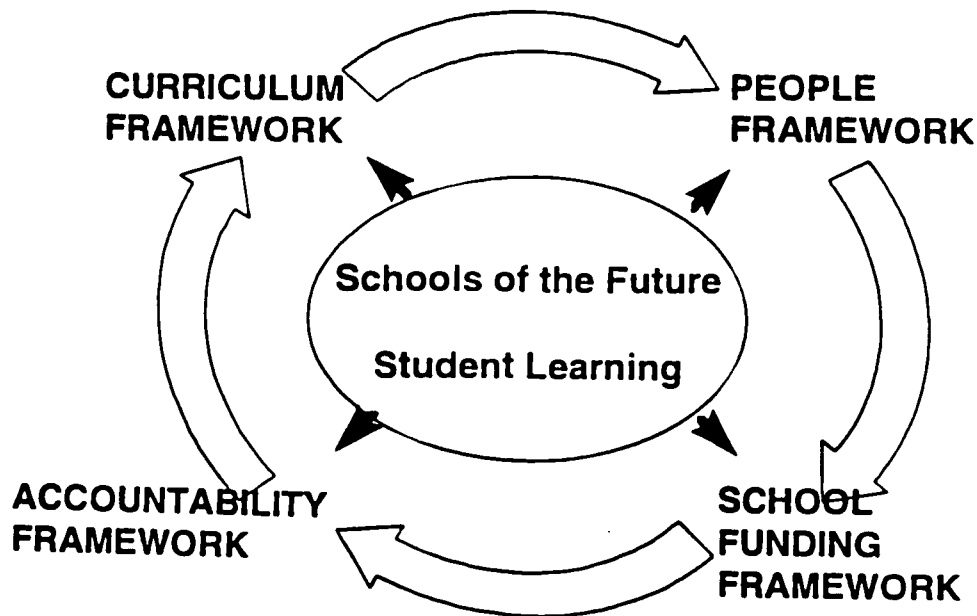 CURRICULUM
FRAMEWORK
PEOPLE
FRAMEWORK
Schools of the Future
Student Learning
ACCOUNTABILITY
FRAMEWORK
SCHOOL
FUNDING
FRAMEWORK